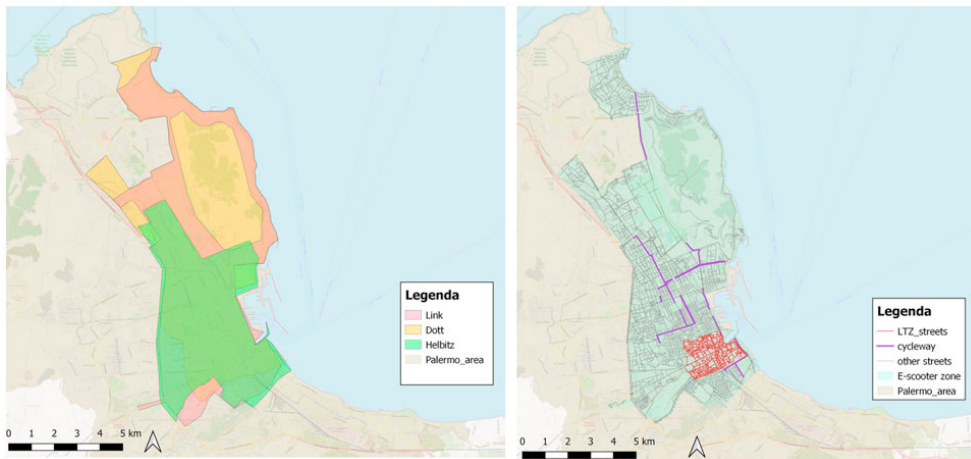 Legenda
Link
Dott
Helbitz
Palermo_area
0 1 2 3 4 5 km
Legenda
LTZ_streets
cycleway
other streets
E-scooter zone
Palermo_area
0 1 2 3 4 5 km